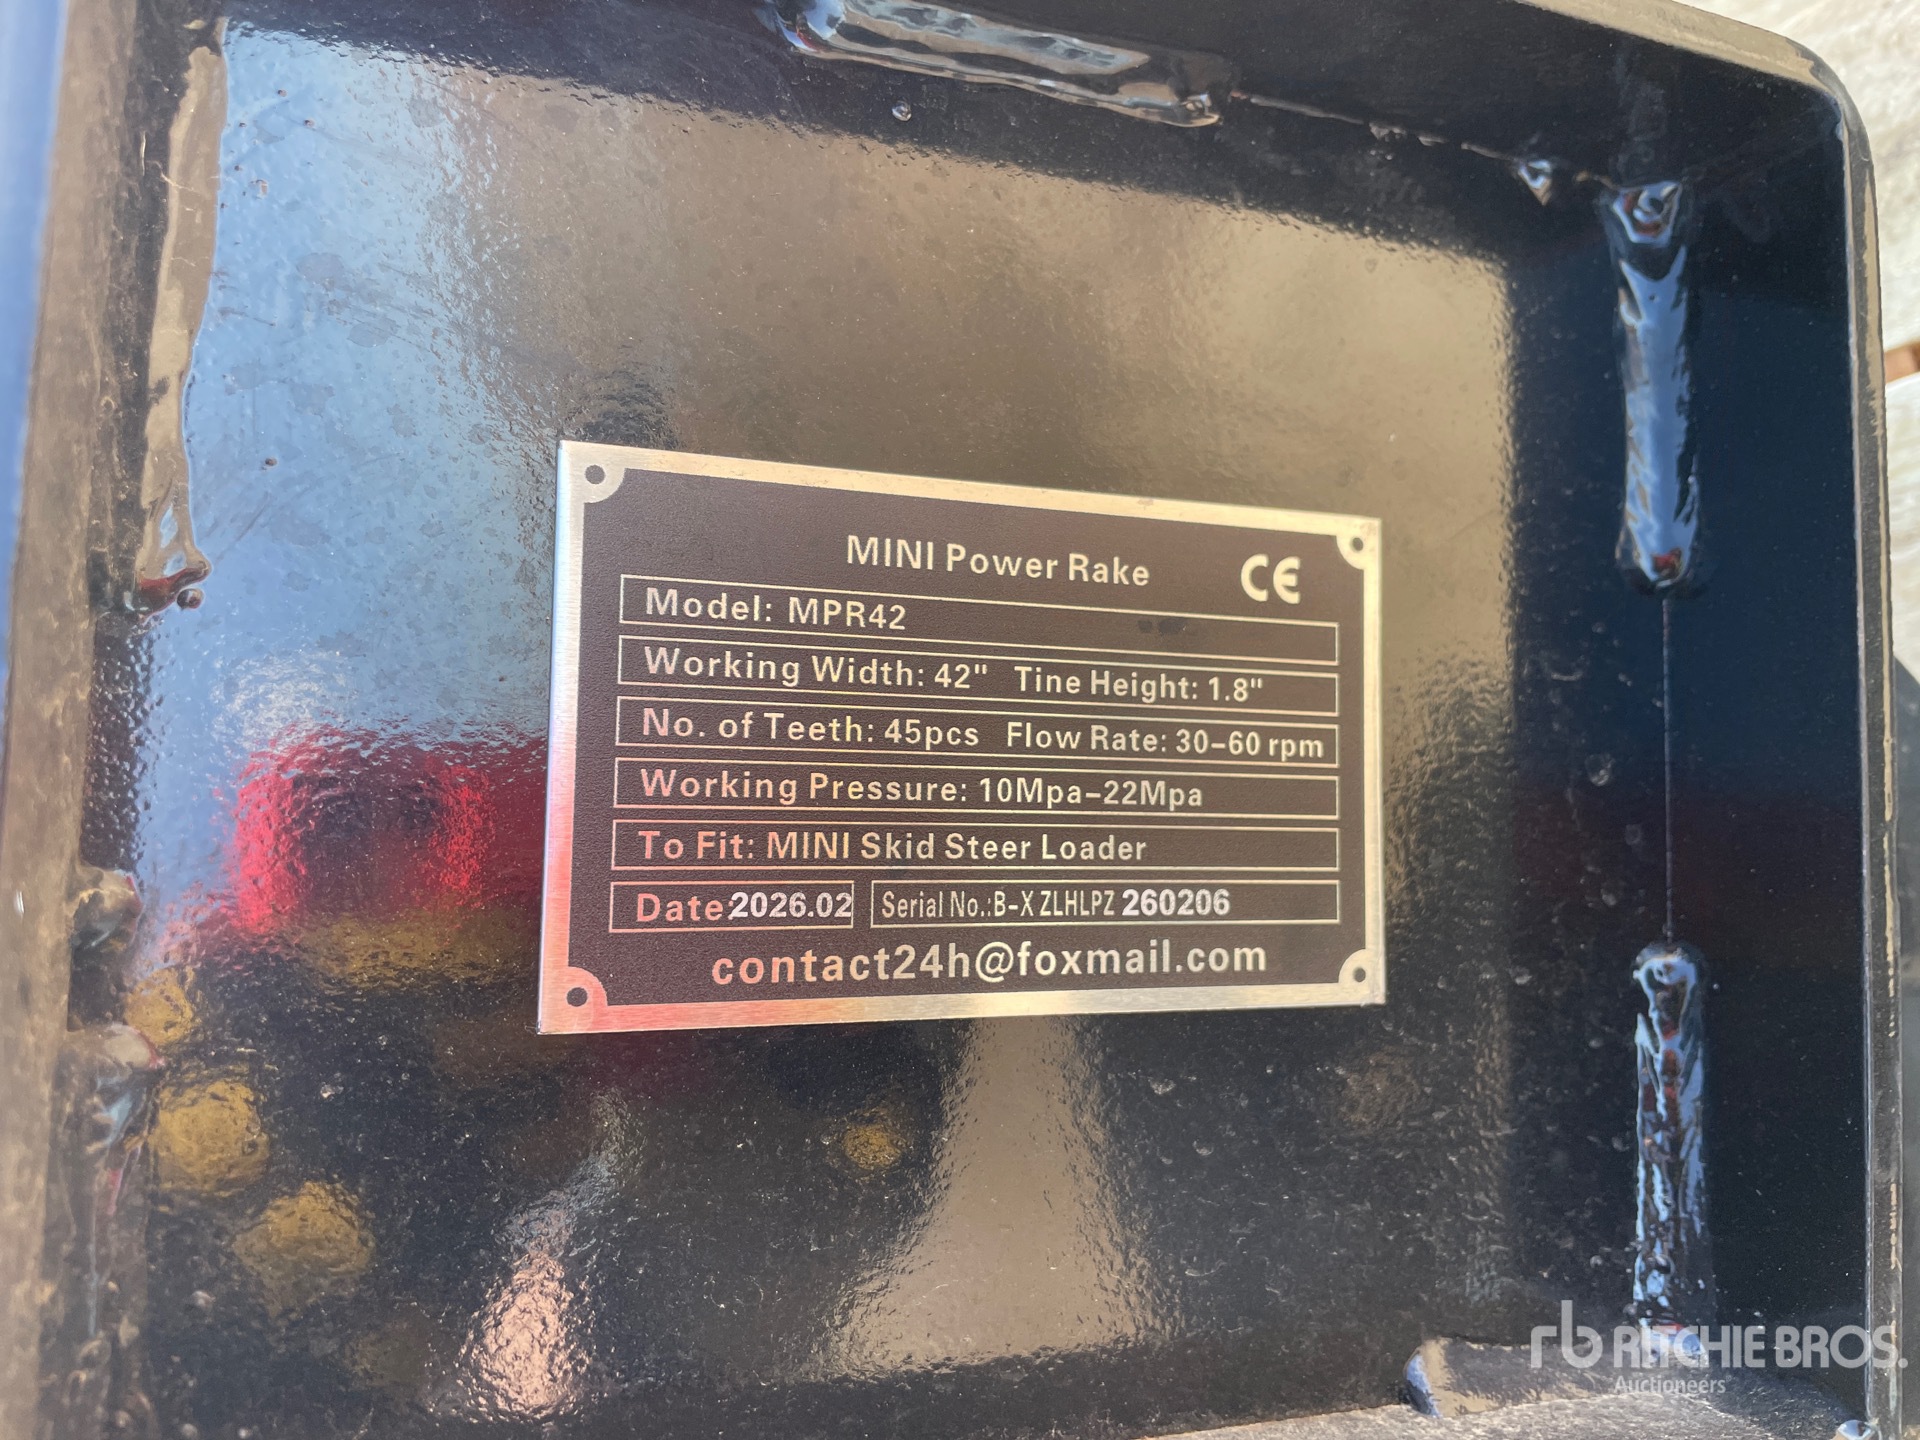 MINI Power Rake CE
Model: MPR42
Working Width: 42" Tine Height: 1.8"
No. of Teeth: 45pcs Flow Rate: 30-60 rpm
Working Pressure: 10Mpa-22Mpa
To Fit: MINI Skid Steer Loader
Date: 2026.02 Serial No.:B-XZLHLPZ 260206
contact24h@foxmail.com
rb RITCHIE BROS.
Auctioneers